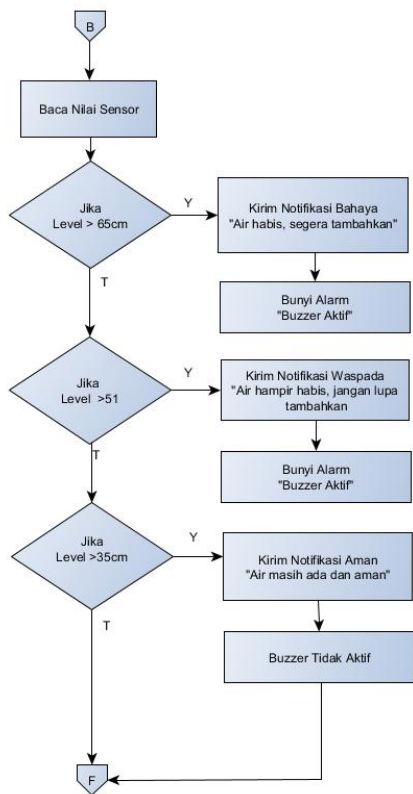 B
Baca Nilai Sensor
Jika
Level > 65cm
Y
Kirim Notifikasi Bahaya
"Air habis, segera tambahkan"
T
Bunyi Alarm
"Buzzer Aktif"
Jika
Level >51
Y
Kirim Notifikasi Waspada
"Air hampir habis, jangan lupa
tambahkan
T
Bunyi Alarm
"Buzzer Aktif"
Jika
Level >35cm
Y
Kirim Notifikasi Aman
"Air masih ada dan aman"
T
Buzzer Tidak Aktif
F